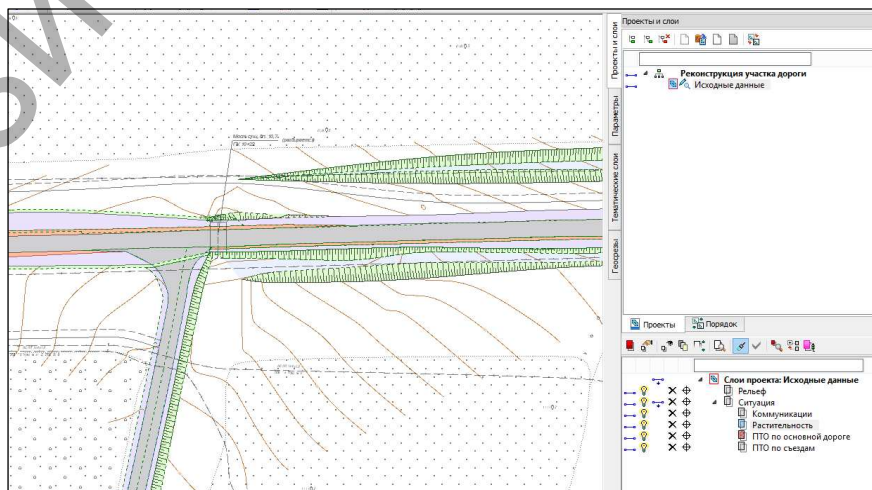 Проекты и слои
Проекты и слои
Параметры
Тематические слои
Геосрезы
Реконструкция участка дороги
Исходные данные
Проекты
Порядок
Слои проекта: Исходные данные
Рельеф
Ситуация
Коммуникации
Растительность
ПТО по основной дороге
ПТО по съездам